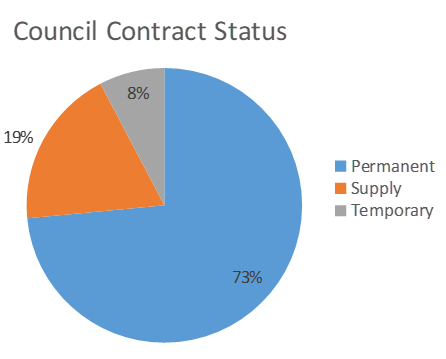 Council Contract Status
8%
19%
Permanent
Supply
Temporary
73%